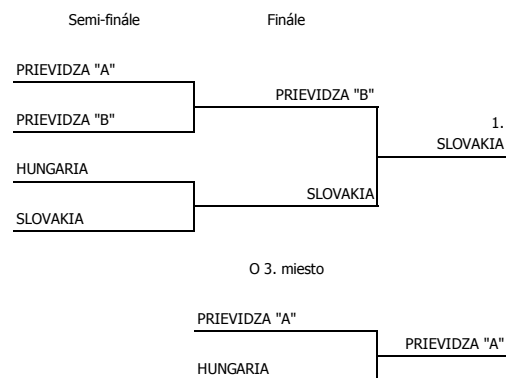 Semi-finále Finále
PRIEVIDZA "A"
PRIEVIDZA "B"
PRIEVIDZA "B"
1.
SLOVAKIA
HUNGARIA
SLOVAKIA
SLOVAKIA
O 3. miesto
PRIEVIDZA "A"
PRIEVIDZA "A"
HUNGARIA